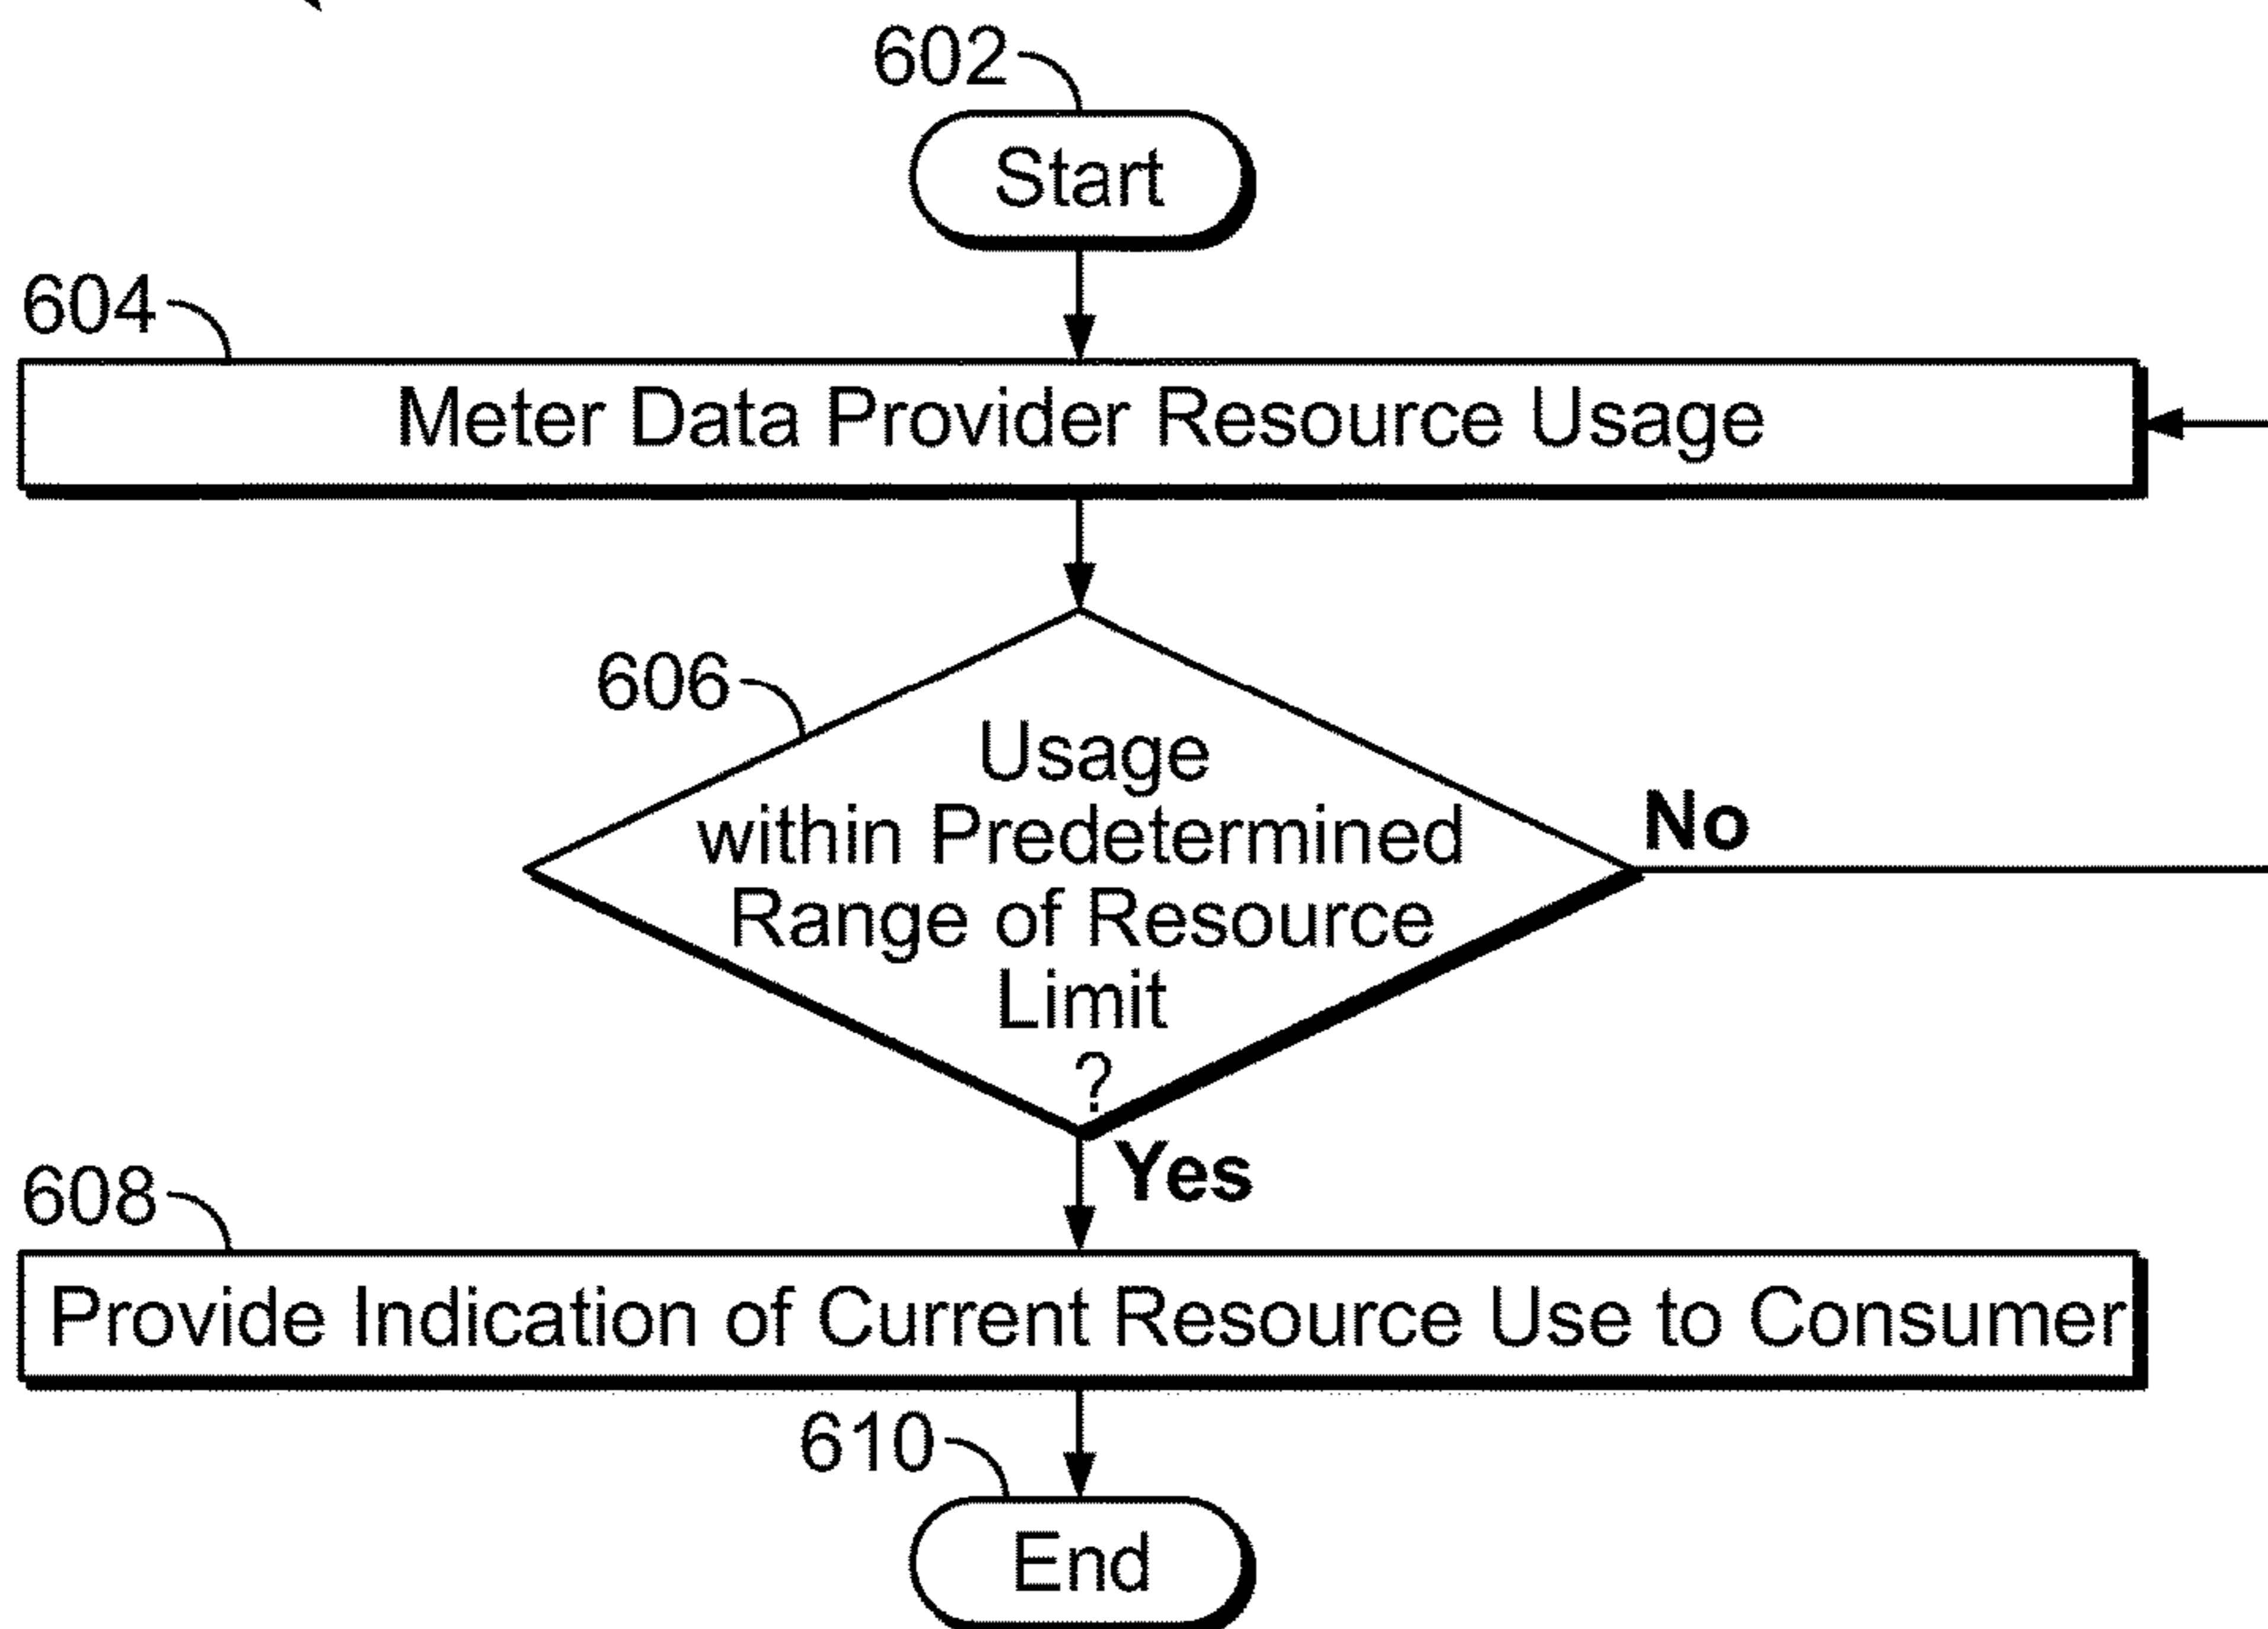 602
Start
604
Meter Data Provider Resource Usage
606
Usage
within Predetermined
Range of Resource
Limit
?
No
Yes
608
Provide Indication of Current Resource Use to Consumer
610
End